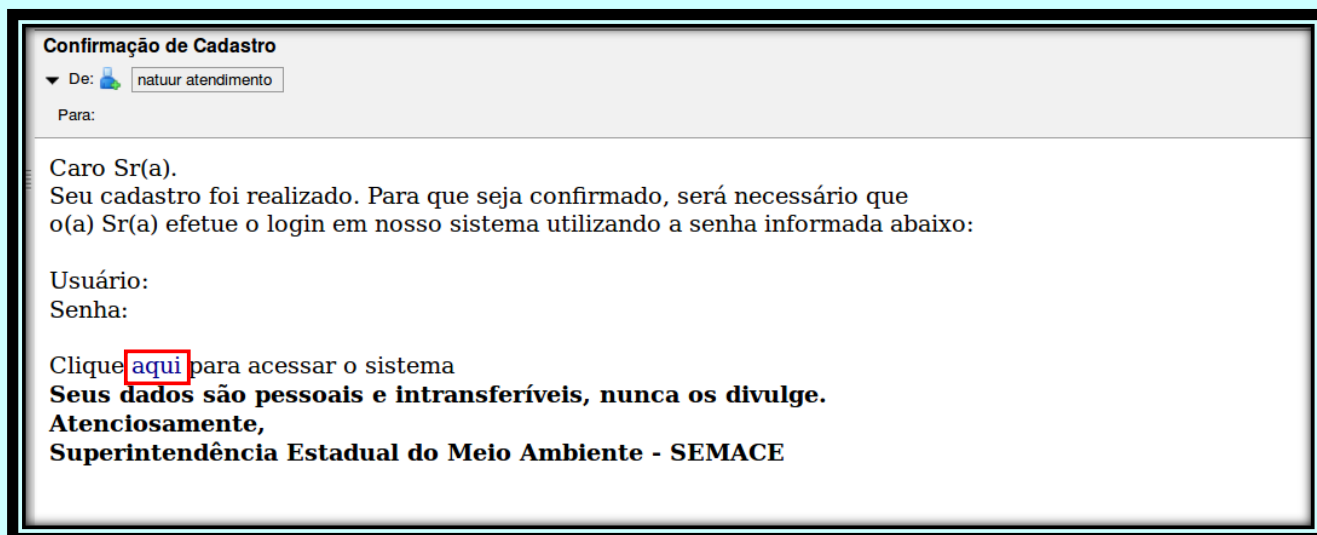 Confirmação de Cadastro
De: natuur atendimento
Para:
Caro Sr(a).
Seu cadastro foi realizado. Para que seja confirmado, será necessário que
o(a) Sr(a) efetue o login em nosso sistema utilizando a senha informada abaixo:
Usuário:
Senha:
Clique aqui para acessar o sistema
Seus dados são pessoais e intransferíveis, nunca os divulge.
Atenciosamente,
Superintendência Estadual do Meio Ambiente - SEMACE